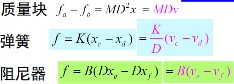 质量块 f_a − f_b = MD²x = MDv
弹簧 f = K(x_c − x_d) = \frac{K}{D}(v_c − v_d)
阻尼器 f = B(Dx_e − Dx_f) = B(v_e − v_f)